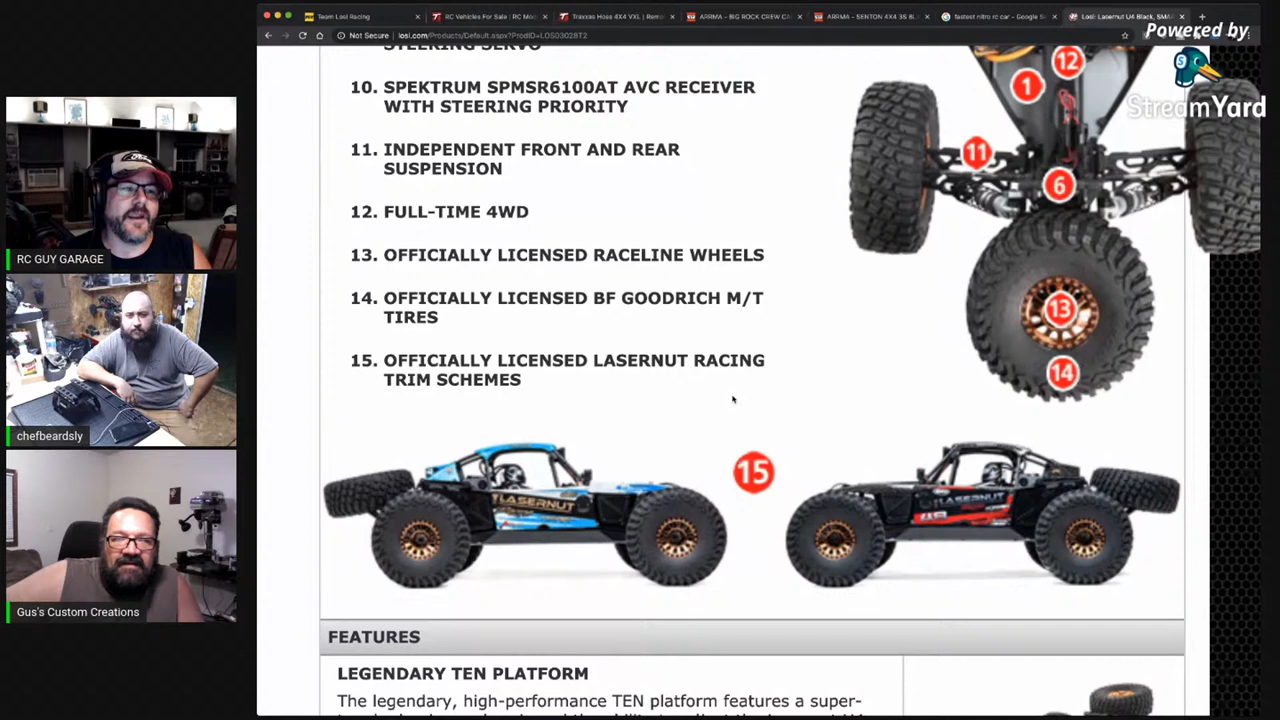 Team Losi Racing
RC Vehicles For Sale | RC Mod
Traxxas Hoss 4X4 VXL | Remot
ARRMA - BIG ROCK CREW CA
ARRMA - SENTON 4X4 3S BL
fastest nitro rc car - Google S
Losi: Lasernut U4 Black, SMA
Not Secure
losi.com/Products/Default.aspx?ProdID=LOS03028T2
Powered by
StreamYard
STEERING SERVO
10. SPEKTRUM SPMSR6100AT AVC RECEIVER
WITH STEERING PRIORITY
11. INDEPENDENT FRONT AND REAR
SUSPENSION
12. FULL-TIME 4WD
13. OFFICIALLY LICENSED RACELINE WHEELS
14. OFFICIALLY LICENSED BF GOODRICH M/T
TIRES
15. OFFICIALLY LICENSED LASERNUT RACING
TRIM SCHEMES
12
1
11
6
13
14
15
LASERNUT
LASERNUT
RC GUY GARAGE
chefbeardsly
Gus's Custom Creations
FEATURES
LEGENDARY TEN PLATFORM
The legendary, high-performance TEN platform features a super-